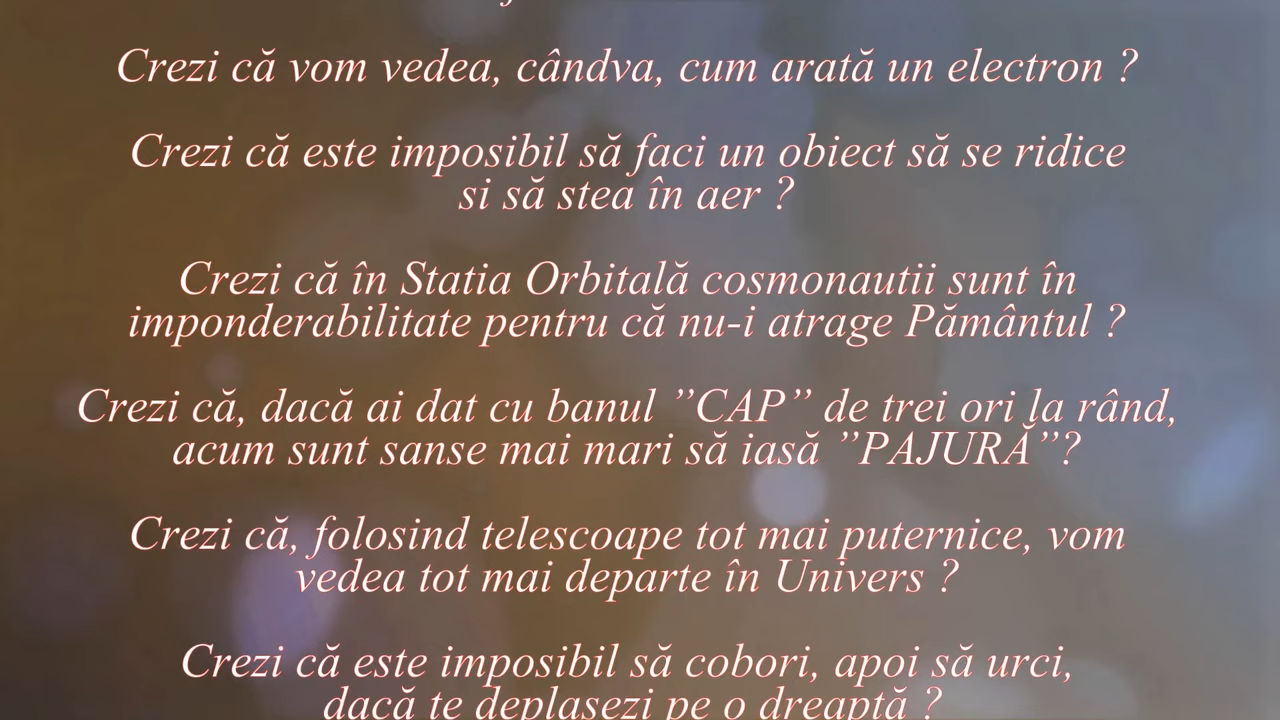 Crezi că vom vedea, cândva, cum arată un electron ?
Crezi că este imposibil să faci un obiect să se ridice
si să stea în aer ?
Crezi că în Statia Orbitală cosmonautii sunt în
imponderabilitate pentru că nu-i atrage Pământul ?
Crezi că, dacă ai dat cu banul ”CAP” de trei ori la rând,
acum sunt sanse mai mari să iasă ”PAJURĂ”?
Crezi că, folosind telescoape tot mai puternice, vom
vedea tot mai departe în Univers ?
Crezi că este imposibil să cobori, apoi să urci,
dacă te deplasezi pe o dreaptă ?